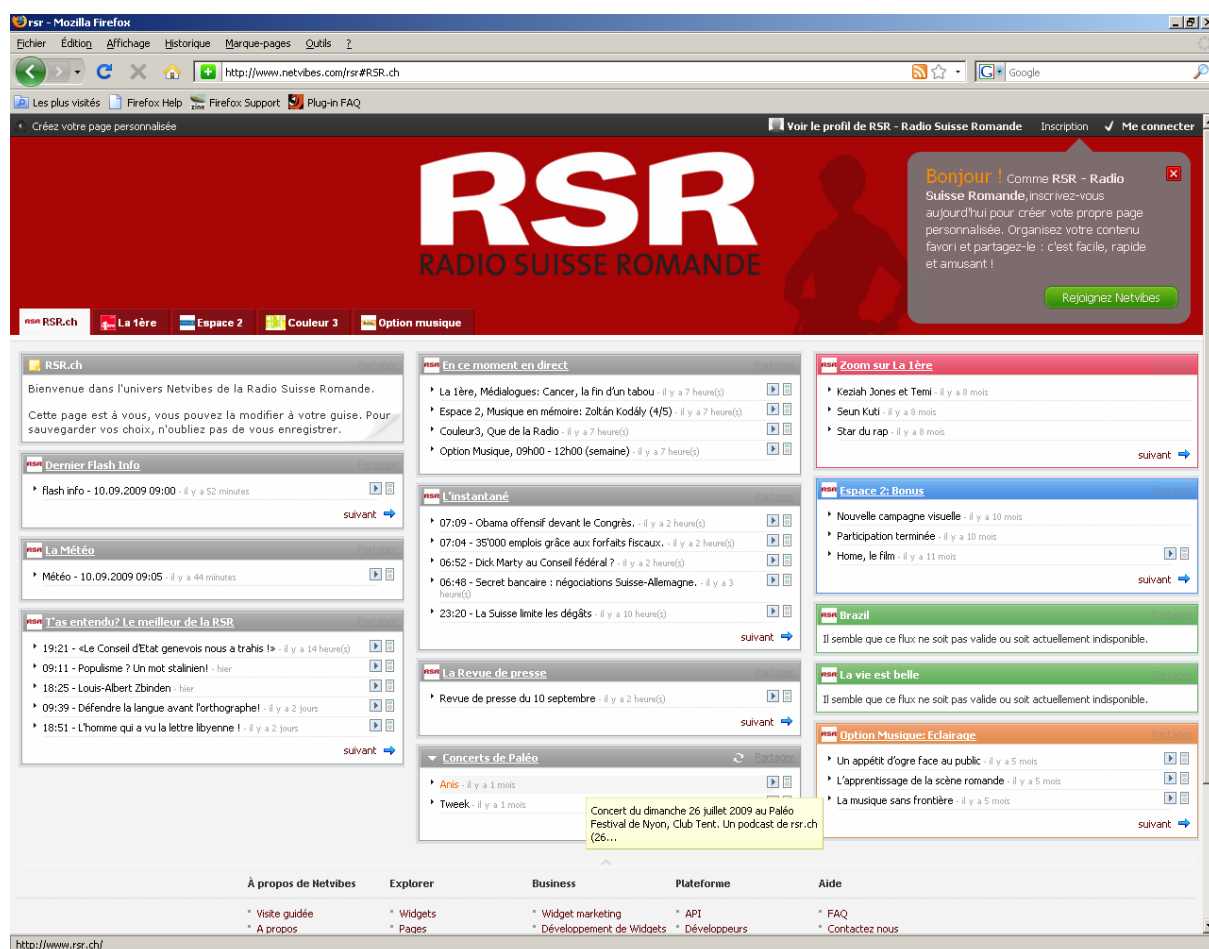 rsr - Mozilla Firefox
Fichier Édition Affichage Historique Marque-pages Outils ?
http://www.netvibes.com/rsr#RSR.ch
Google
Les plus visités Firefox Help Firefox Support Plug-in FAQ
Créez votre page personnalisée
Voir le profil de RSR - Radio Suisse Romande Inscription Me connecter
RSR
RADIO SUISSE ROMANDE
Bonjour ! Comme RSR - Radio
Suisse Romande, inscrivez-vous
aujourd'hui pour créer vote propre page
personnalisée. Organisez votre contenu
favori et partagez-le : c'est facile, rapide
et amusant !
Rejoignez Netvibes
RSR RSR.ch La 1ère Espace 2 Couleur 3 Option musique
RSR.ch Partager
Bienvenue dans l'univers Netvibes de la Radio Suisse Romande.
Cette page est à vous, vous pouvez la modifier à votre guise. Pour
sauvegarder vos choix, n'oubliez pas de vous enregistrer.
RSR Dernier Flash Info Partager
flash info - 10.09.2009 09:00 - il y a 52 minutes
suivant
RSR La Météo Partager
Météo - 10.09.2009 09:05 - il y a 44 minutes
RSR T'as entendu? Le meilleur de la RSR Partager
19:21 - «Le Conseil d'Etat genevois nous a trahis !» - il y a 14 heure(s)
09:11 - Populisme ? Un mot stalinien! - hier
18:25 - Louis-Albert Zbinden - hier
09:39 - Défendre la langue avant l'orthographe! - il y a 2 jours
18:51 - L'homme qui a vu la lettre libyenne ! - il y a 2 jours
suivant
RSR En ce moment en direct Partager
La 1ère, Médialogues: Cancer, la fin d'un tabou - il y a 7 heure(s)
Espace 2, Musique en mémoire: Zoltán Kodály (4/5) - il y a 7 heure(s)
Couleur3, Que de la Radio - il y a 7 heure(s)
Option Musique, 09h00 - 12h00 (semaine) - il y a 7 heure(s)
RSR L'instantané Partager
07:09 - Obama offensif devant le Congrès. - il y a 2 heure(s)
07:04 - 35'000 emplois grâce aux forfaits fiscaux. - il y a 2 heure(s)
06:52 - Dick Marty au Conseil fédéral ? - il y a 2 heure(s)
06:48 - Secret bancaire : négociations Suisse-Allemagne. - il y a 3
heure(s)
23:20 - La Suisse limite les dégâts - il y a 10 heure(s)
suivant
RSR La Revue de presse Partager
Revue de presse du 10 septembre - il y a 2 heure(s)
suivant
Concerts de Paléo Partager
Anis - il y a 1 mois
Tweek - il y a 1 mois
Concert du dimanche 26 juillet 2009 au Paléo
Festival de Nyon, Club Tent. Un podcast de rsr.ch
(26...
RSR Zoom sur La 1ère Partager
Keziah Jones et Temi - il y a 8 mois
Seun Kuti - il y a 8 mois
Star du rap - il y a 8 mois
suivant
RSR Espace 2: Bonus Partager
Nouvelle campagne visuelle - il y a 10 mois
Participation terminée - il y a 10 mois
Home, le film - il y a 11 mois
suivant
RSR Brazil Partager
Il semble que ce flux ne soit pas valide ou soit actuellement indisponible.
RSR La vie est belle Partager
Il semble que ce flux ne soit pas valide ou soit actuellement indisponible.
RSR Option Musique: Eclairage Partager
Un appétit d'ogre face au public - il y a 5 mois
L'apprentissage de la scène romande - il y a 5 mois
La musique sans frontière - il y a 5 mois
suivant
À propos de Netvibes Explorer Business Plateforme Aide
Visite guidée Widgets Widget marketing API FAQ
A propos Pages Développement de Widgets Développeurs Contactez nous
http://www.rsr.ch/